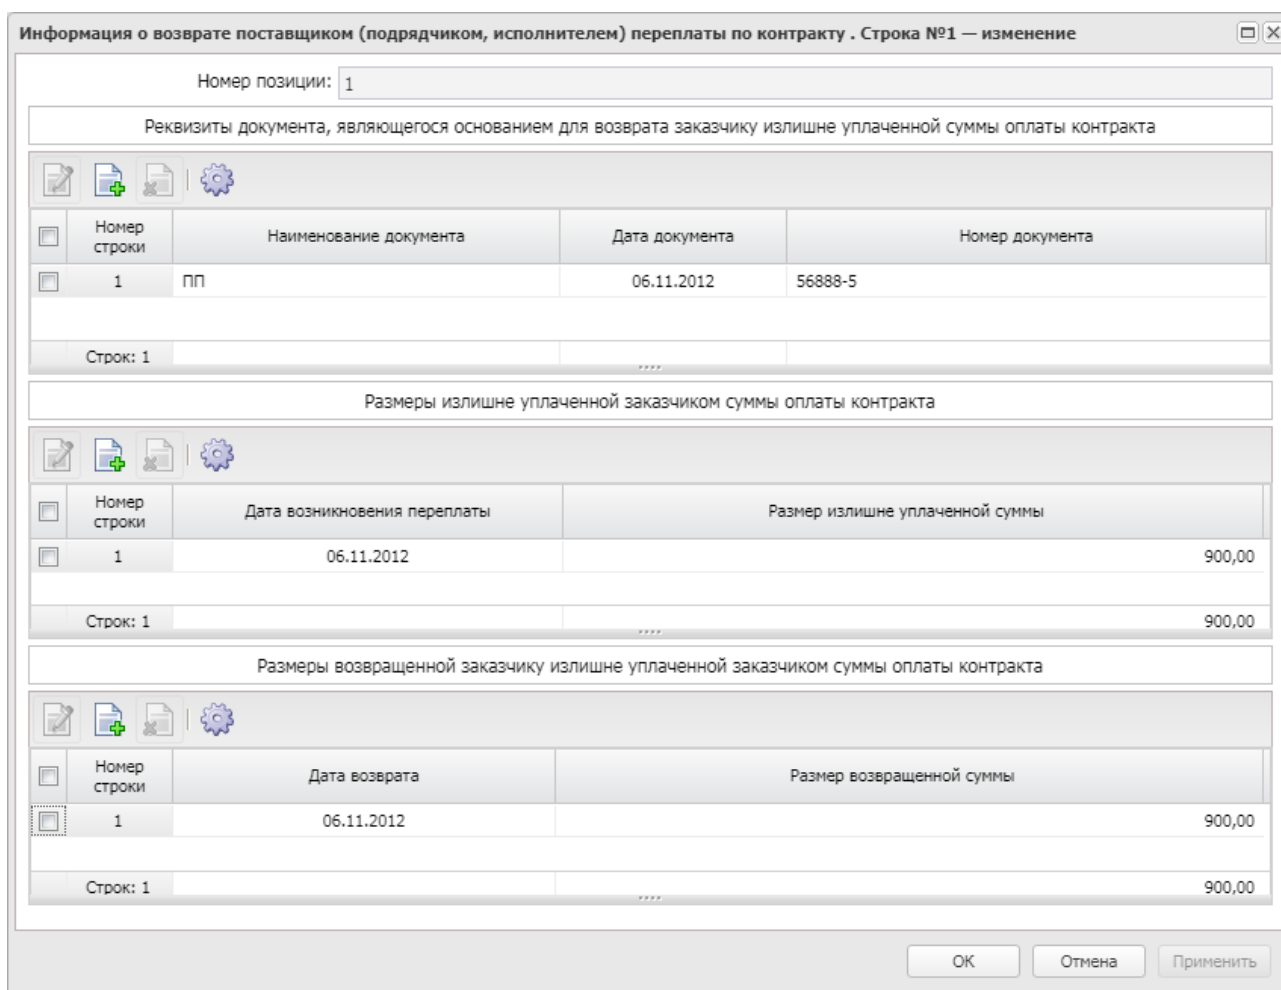 Информация о возврате поставщиком (подрядчиком, исполнителем) переплаты по контракту . Строка №1 — изменение
Номер позиции: 1
Реквизиты документа, являющегося основанием для возврата заказчику излишне уплаченной суммы оплаты контракта
Номер строки Наименование документа Дата документа Номер документа
1 ПП 06.11.2012 56888-5
Строк: 1
Размеры излишне уплаченной заказчиком суммы оплаты контракта
Номер строки Дата возникновения переплаты Размер излишне уплаченной суммы
1 06.11.2012 900,00
Строк: 1 900,00
Размеры возвращенной заказчику излишне уплаченной заказчиком суммы оплаты контракта
Номер строки Дата возврата Размер возвращенной суммы
1 06.11.2012 900,00
Строк: 1 900,00
ОК Отмена Применить